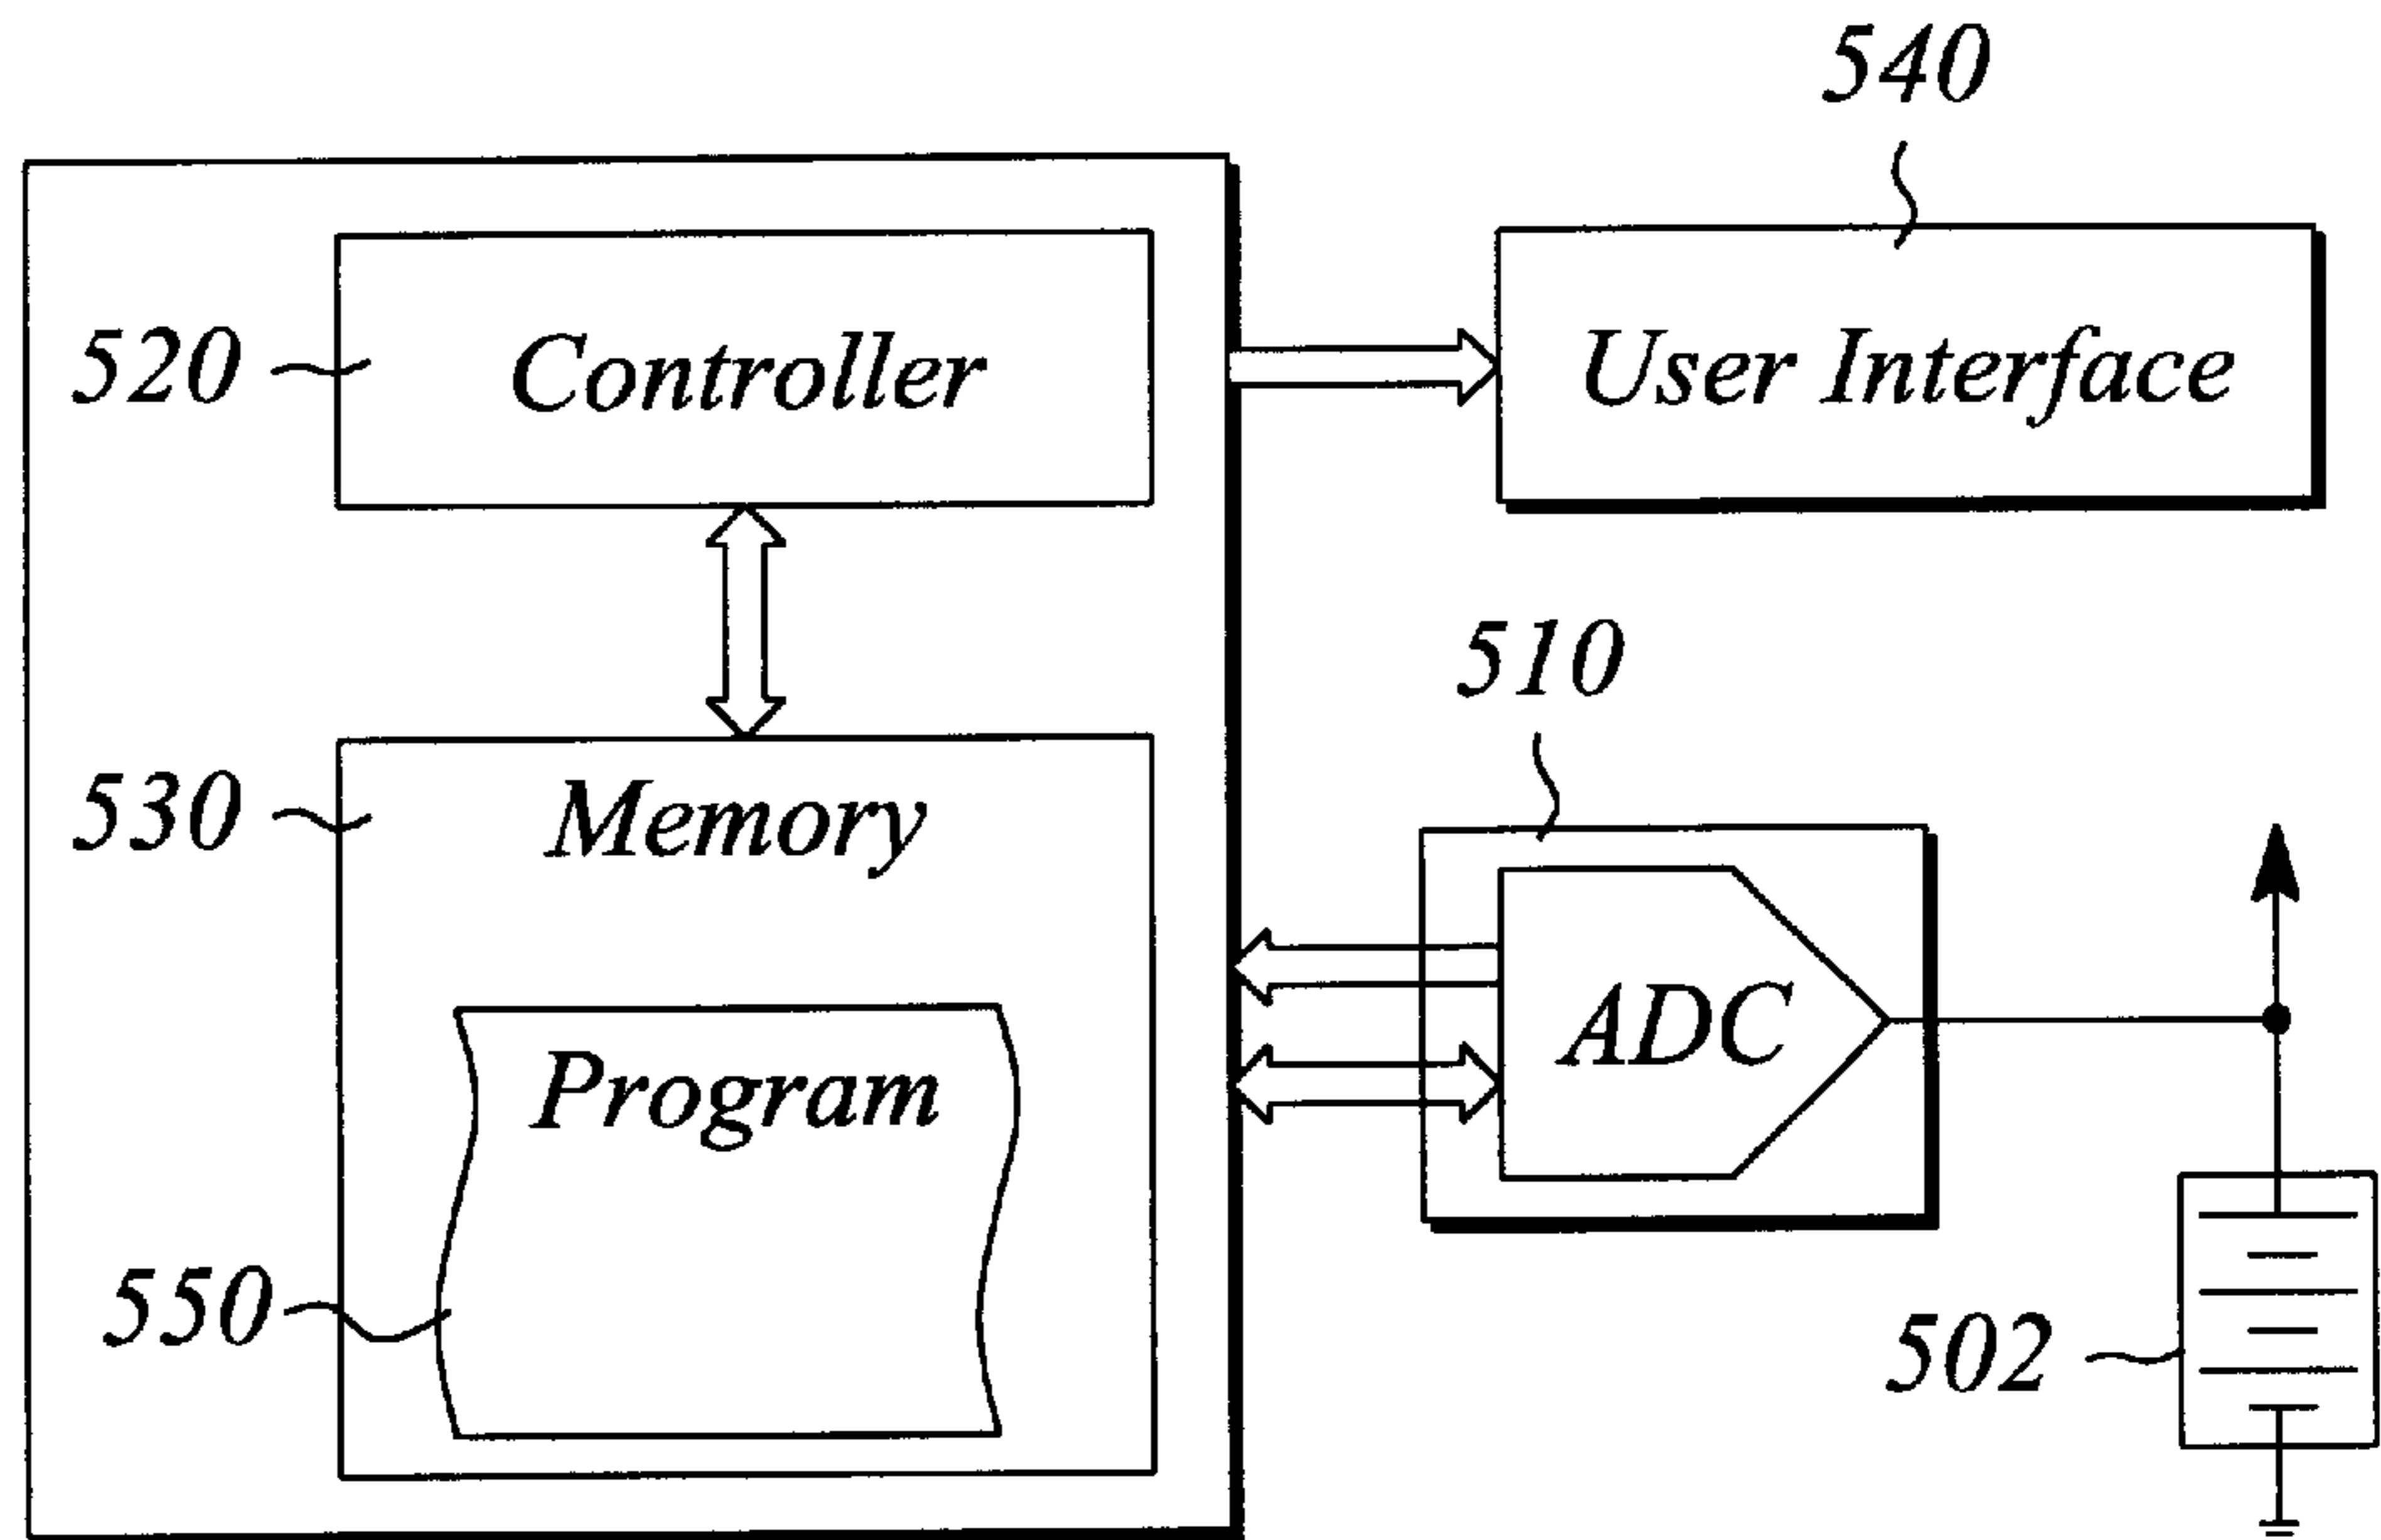 540
520
Controller
User Interface
510
530
Memory
ADC
Program
550
502